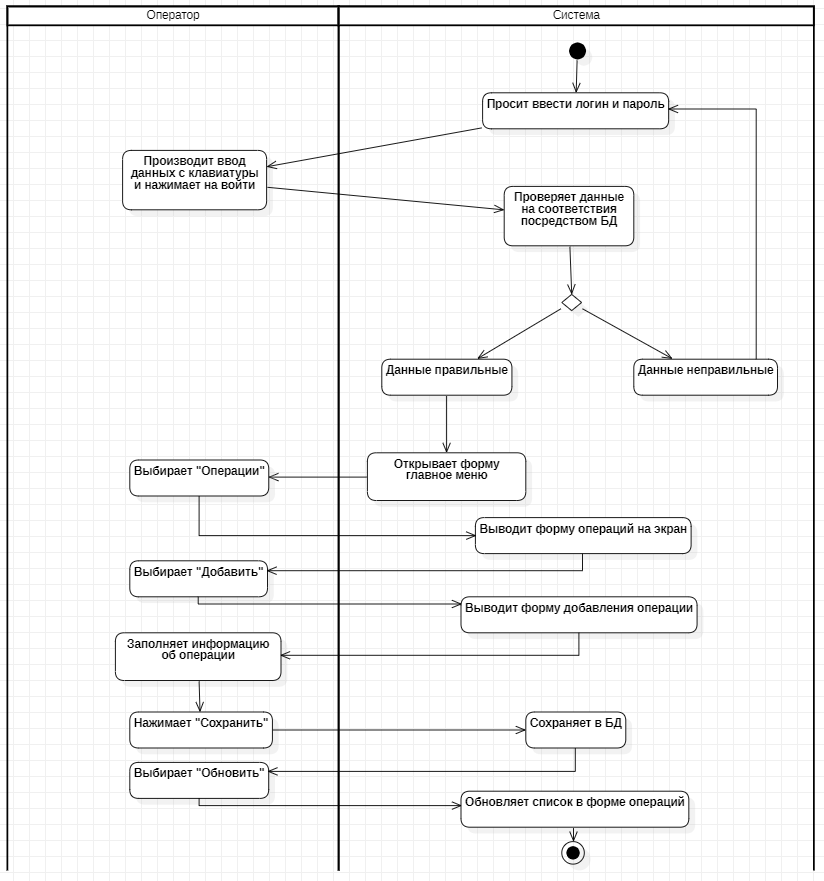 Оператор
Система
Просит ввести логин и пароль
Производит ввод
данных с клавиатуры
и нажимает на войти
Проверяет данные
на соответствия
посредством БД
Данные правильные
Данные неправильные
Открывает форму
главное меню
Выбирает "Операции"
Выводит форму операций на экран
Выбирает "Добавить"
Выводит форму добавления операции
Заполняет информацию
об операции
Нажимает "Сохранить"
Сохраняет в БД
Выбирает "Обновить"
Обновляет список в форме операций